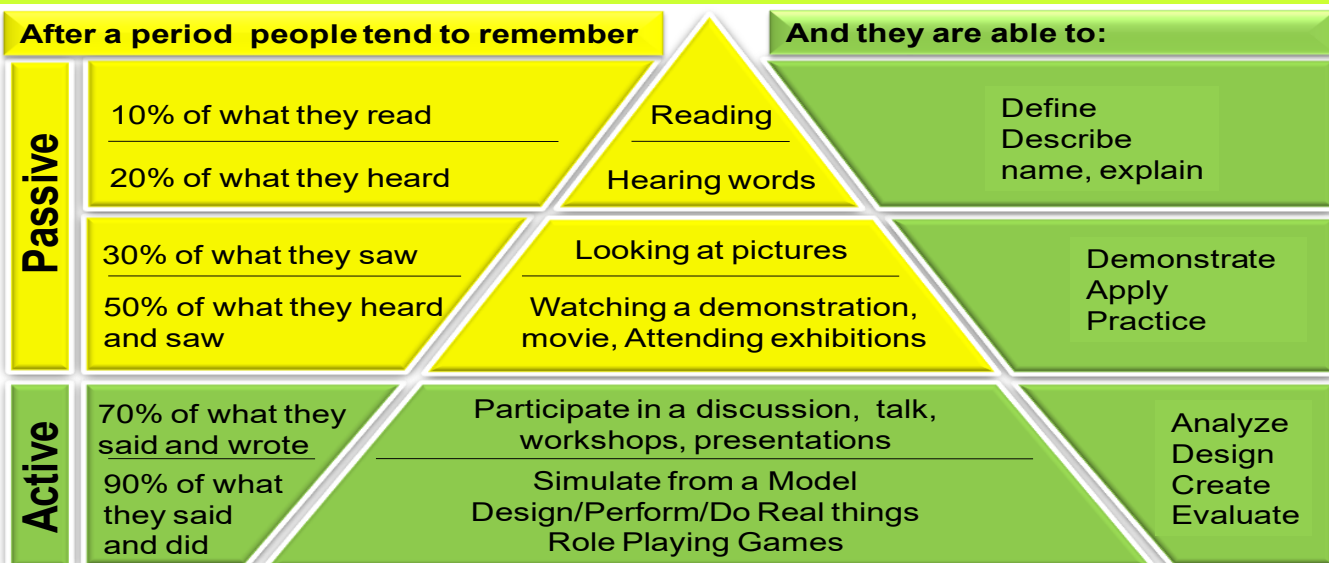 After a period people tend to remember
And they are able to:
Passive
10% of what they read
Reading
20% of what they heard
Hearing words
Define
Describe
name, explain
30% of what they saw
Looking at pictures
50% of what they heard
and saw
Watching a demonstration,
movie, Attending exhibitions
Demonstrate
Apply
Practice
Active
70% of what they
said and wrote
Participate in a discussion, talk,
workshops, presentations
90% of what
they said
and did
Simulate from a Model
Design/Perform/Do Real things
Role Playing Games
Analyze
Design
Create
Evaluate